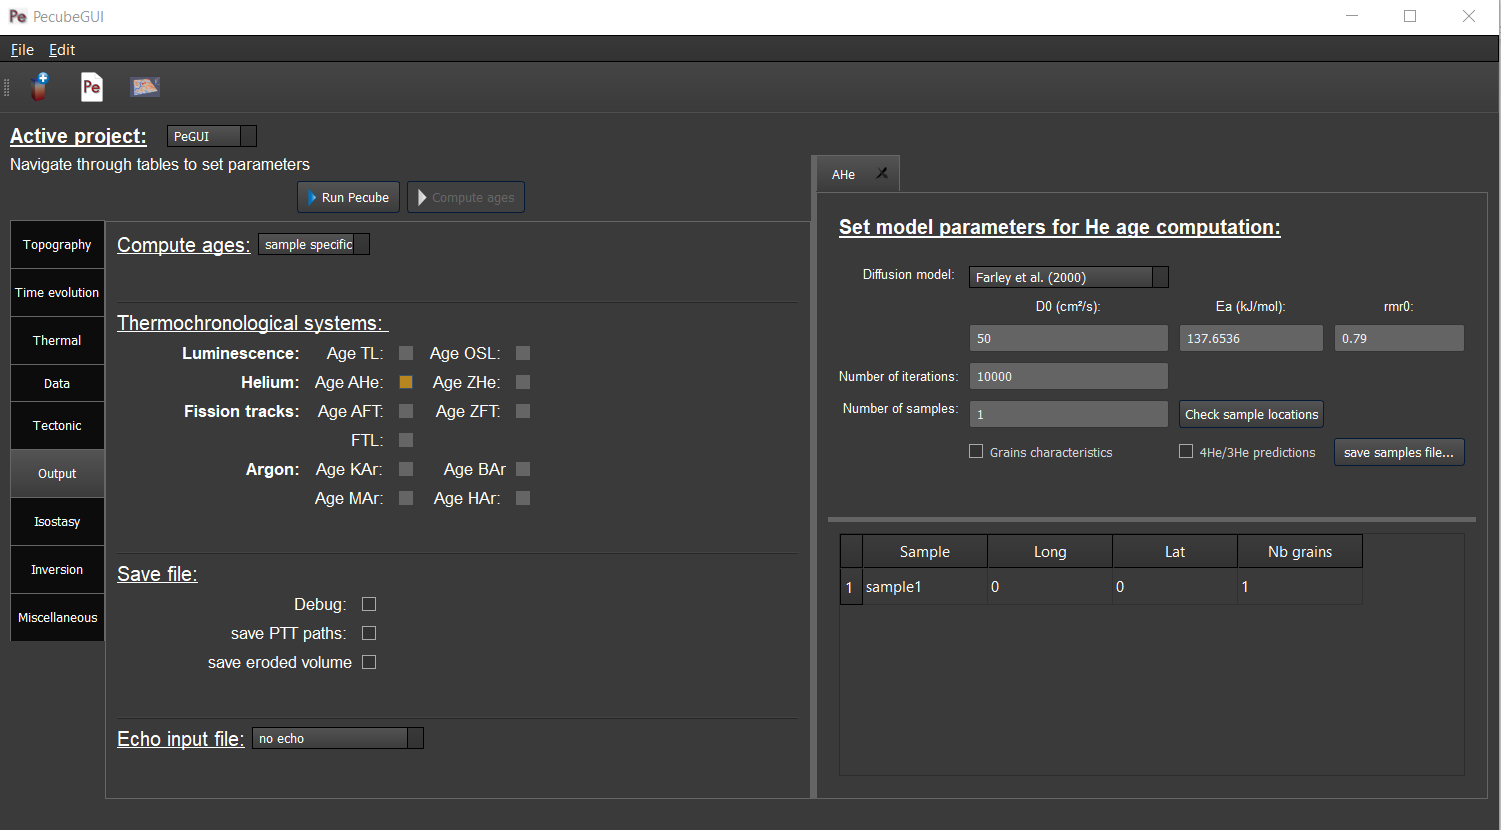 Pe PecubeGUI
File Edit
Pe
Active project: PeGUI
Navigate through tables to set parameters
Run Pecube Compute ages
Topography
Time evolution
Thermal
Data
Tectonic
Output
Isostasy
Inversion
Miscellaneous
Compute ages: sample specific
Thermochronological systems:
Luminescence: Age TL: Age OSL:
Helium: Age AHe: Age ZHe:
Fission tracks: Age AFT: Age ZFT:
FTL:
Argon: Age KAr: Age BAr
Age MAr: Age HAr:
Save file:
Debug:
save PTT paths:
save eroded volume
Echo input file: no echo
AHe
Set model parameters for He age computation:
Diffusion model: Farley et al. (2000)
D0 (cm²/s): Ea (kJ/mol): rmr0:
50 137.6536 0.79
Number of iterations: 10000
Number of samples: 1 Check sample locations
Grains characteristics 4He/3He predictions save samples file...
Sample Long Lat Nb grains
1 sample1 0 0 1